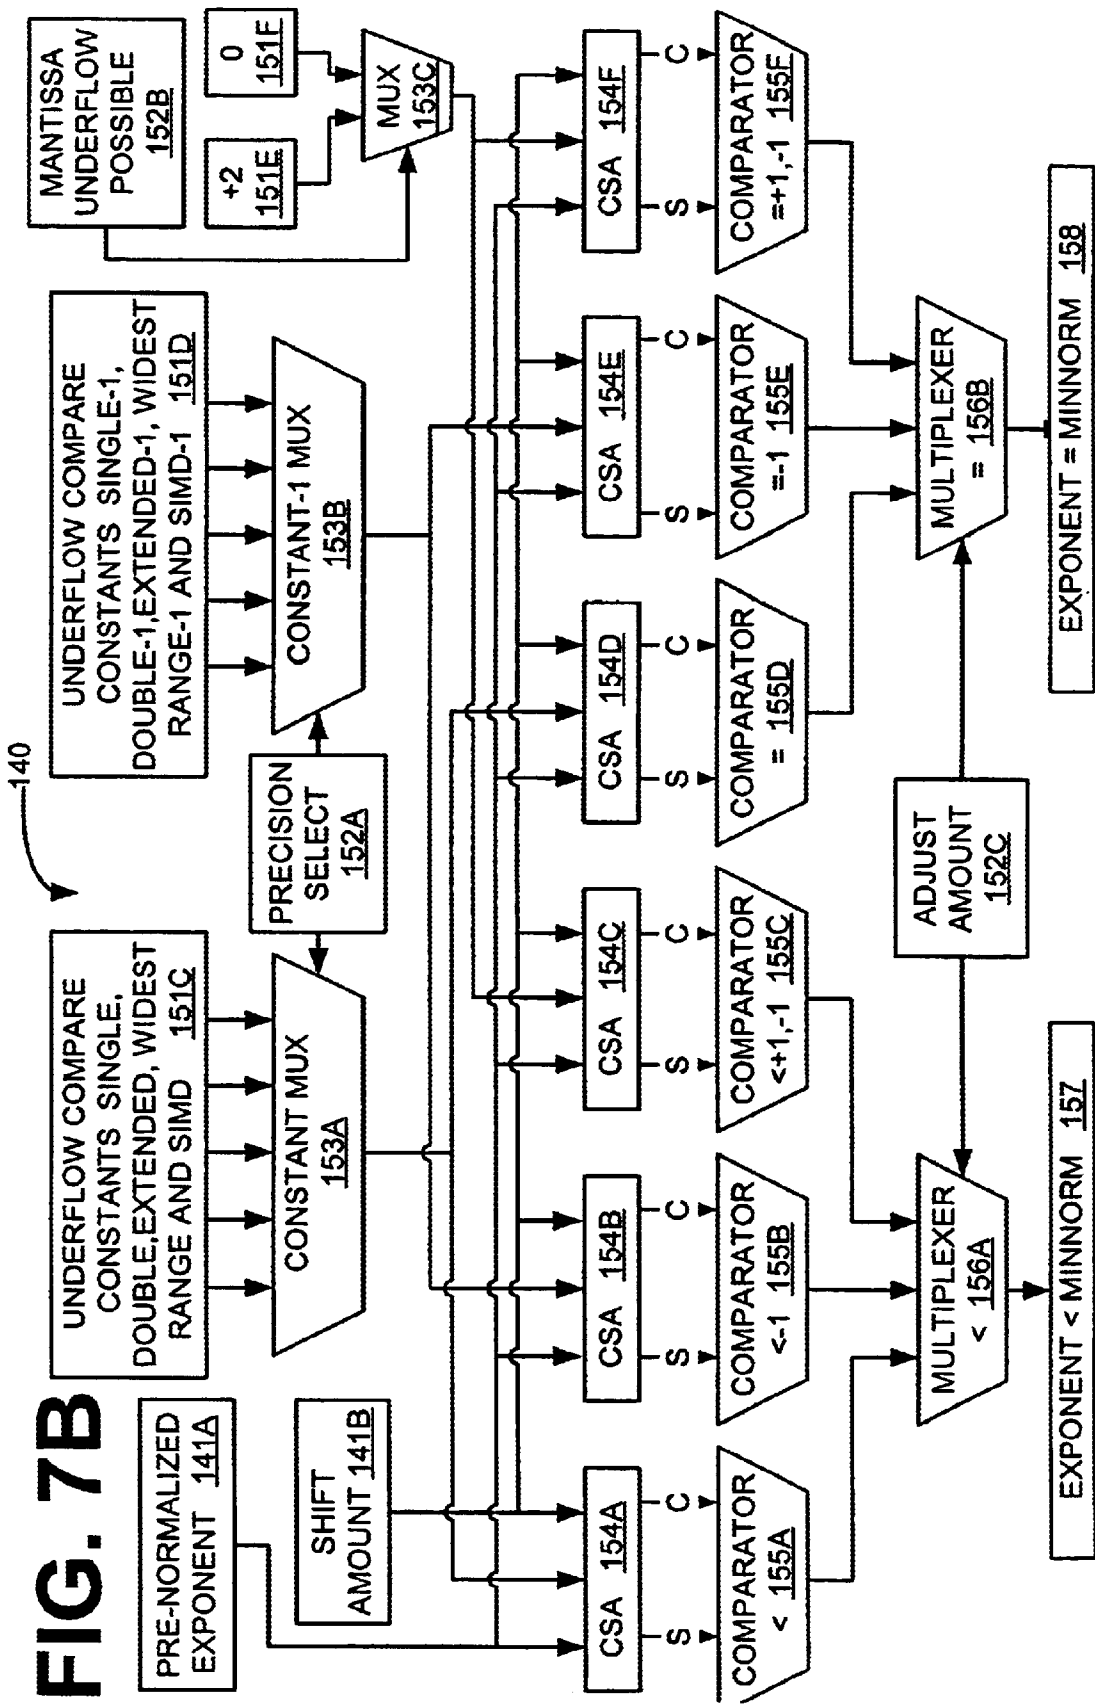 FIG. 7B
140
PRE-NORMALIZED
EXPONENT 141A
SHIFT
AMOUNT 141B
UNDERFLOW COMPARE
CONSTANTS SINGLE,
DOUBLE,EXTENDED, WIDEST
RANGE AND SIMD 151C
CONSTANT MUX
153A
PRECISION
SELECT
152A
UNDERFLOW COMPARE
CONSTANTS SINGLE-1,
DOUBLE-1,EXTENDED-1, WIDEST
RANGE-1 AND SIMD-1 151D
CONSTANT-1 MUX
153B
MANTISSA
UNDERFLOW
POSSIBLE
152B
+2
151E
0
151F
MUX
153C
CSA 154A
CSA 154B
CSA 154C
CSA 154D
CSA 154E
CSA 154F
S C
S C
S C
S C
S C
S C
COMPARATOR
< 155A
COMPARATOR
<-1 155B
COMPARATOR
<+1,-1 155C
COMPARATOR
= 155D
COMPARATOR
=-1 155E
COMPARATOR
=+1,-1 155F
MULTIPLEXER
< 156A
ADJUST
AMOUNT
152C
MULTIPLEXER
= 156B
EXPONENT < MINNORM 157
EXPONENT = MINNORM 158